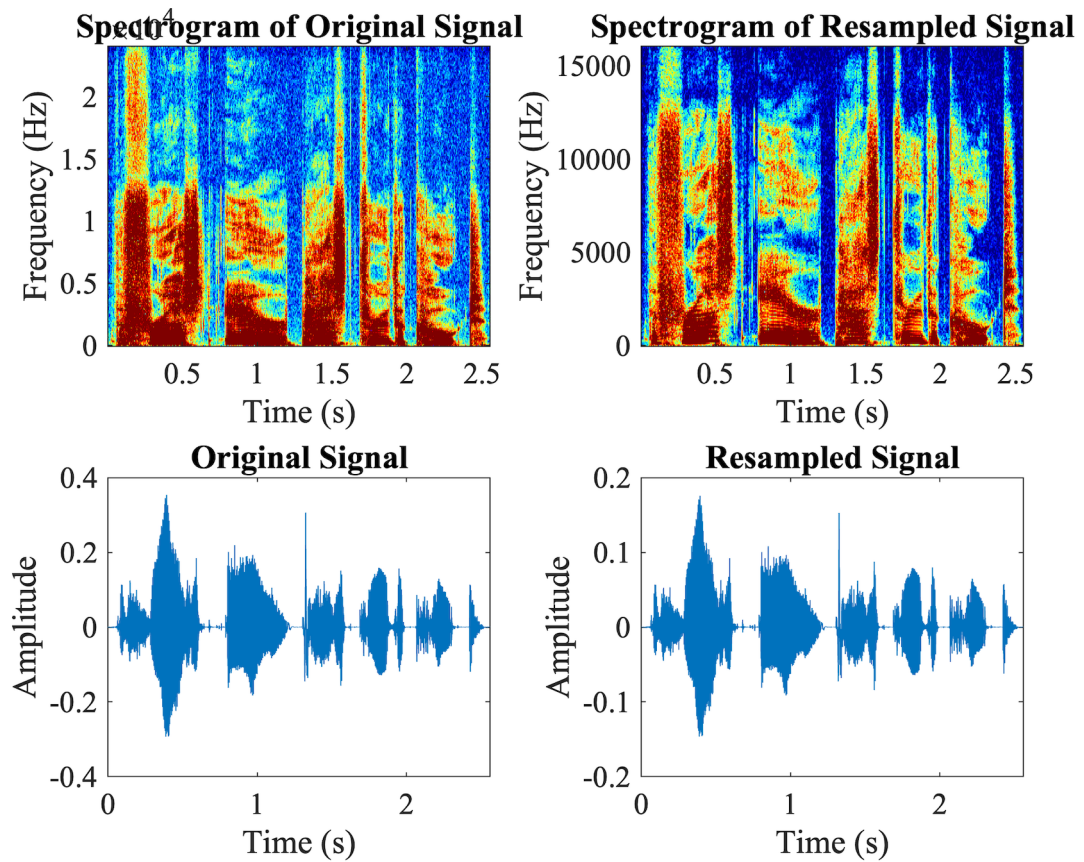 Spectrogram of Original Signal
× 10^4
Frequency (Hz)
2
1.5
1
0.5
0
0.5 1 1.5 2 2.5
Time (s)
Spectrogram of Resampled Signal
Frequency (Hz)
15000
10000
5000
0
0.5 1 1.5 2 2.5
Time (s)
Original Signal
Amplitude
0.4
0.2
0
-0.2
-0.4
0 1 2
Time (s)
Resampled Signal
Amplitude
0.2
0.1
0
-0.1
-0.2
0 1 2
Time (s)